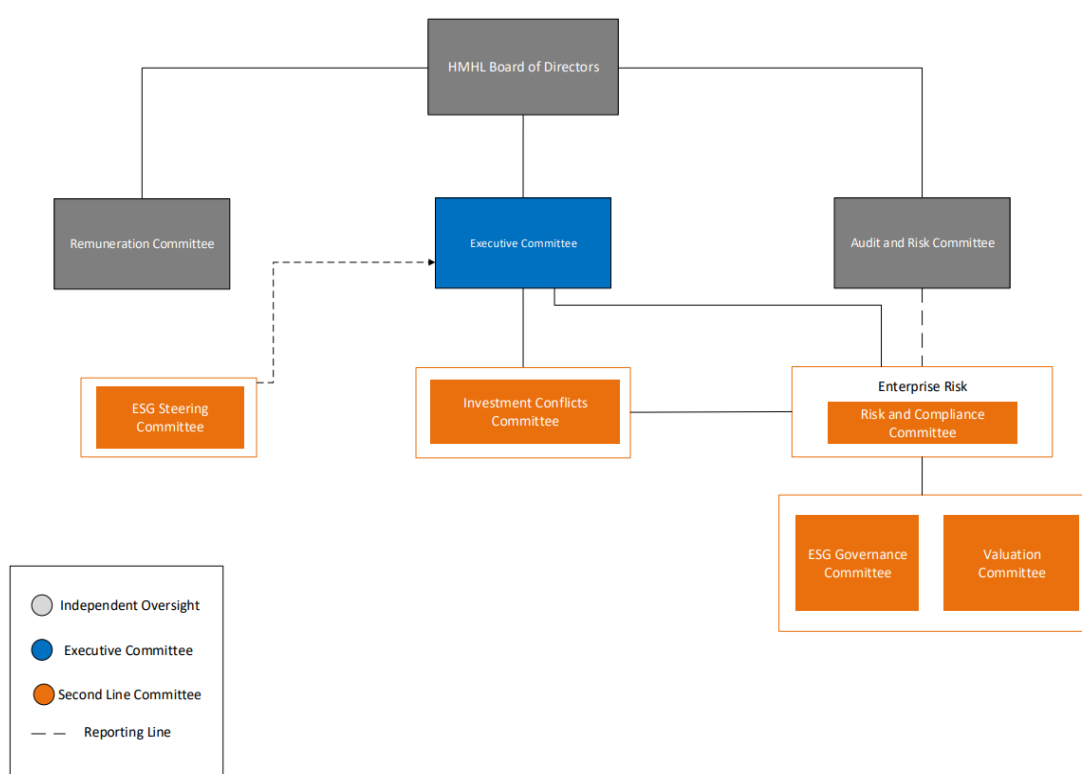 HMHL Board of Directors
Remuneration Committee
Executive Committee
Audit and Risk Committee
ESG Steering
Committee
Investment Conflicts
Committee
Enterprise Risk
Risk and Compliance
Committee
ESG Governance
Committee
Valuation
Committee
Independent Oversight
Executive Committee
Second Line Committee
Reporting Line